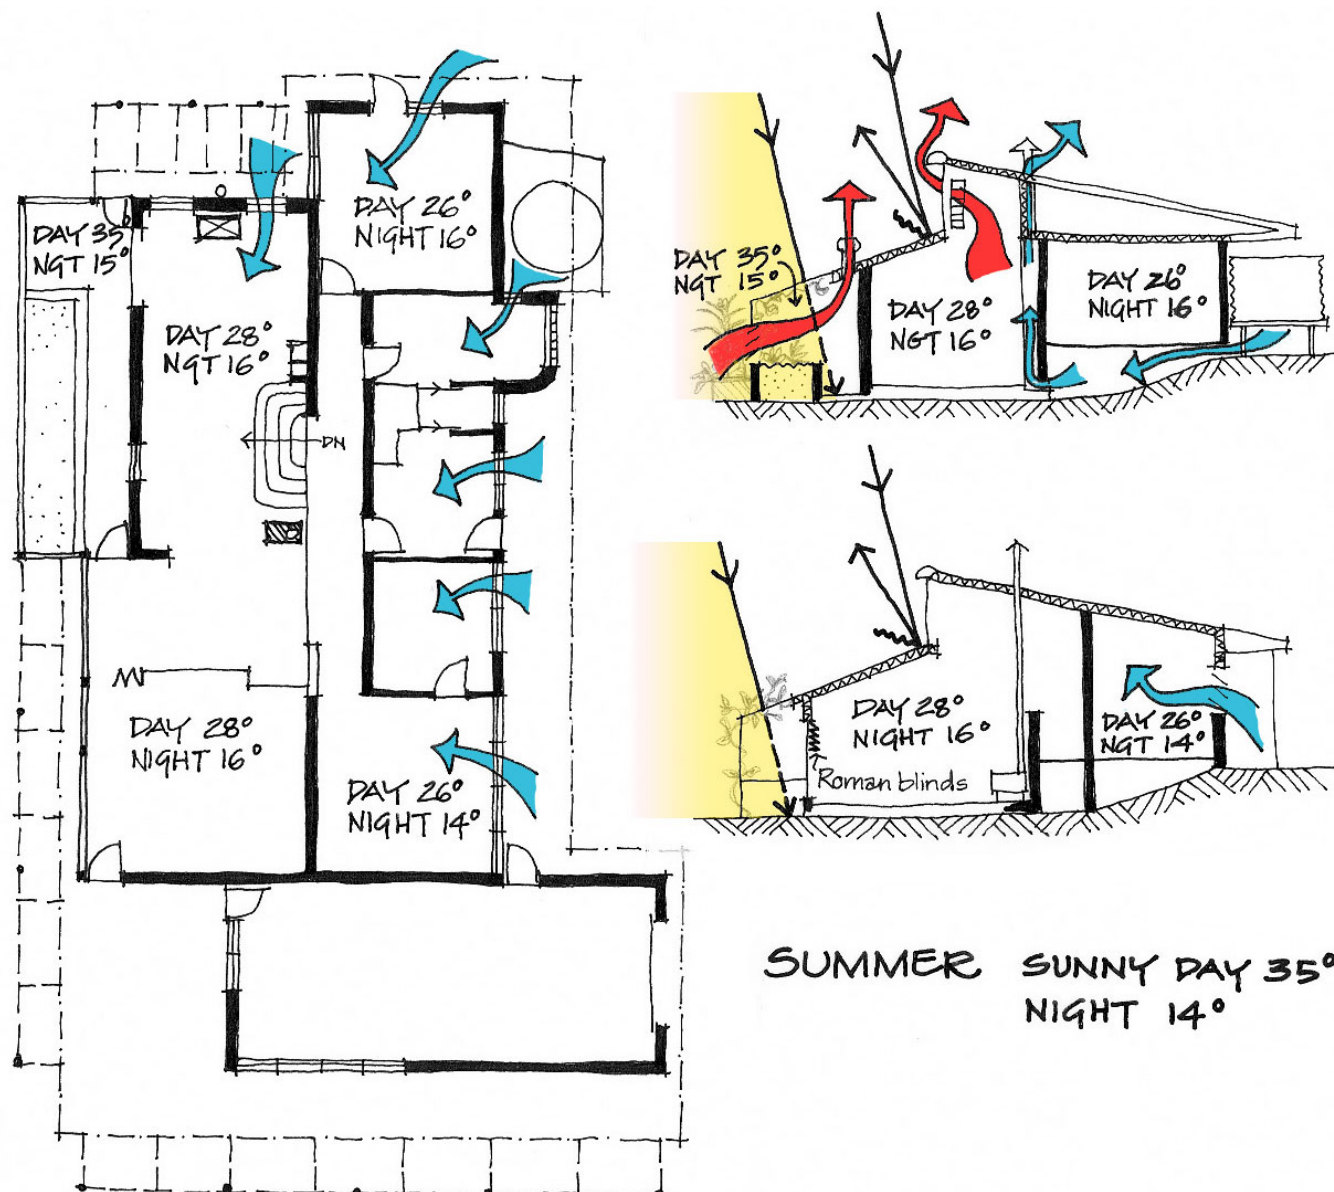 DAY 26°
NIGHT 16°
DAY 35
NGT 15°
DAY 28°
NGT 16°
DN
DAY 28°
NIGHT 16°
DAY 26°
NIGHT 14°
DAY 35°
NGT 15°
DAY 28°
NGT 16°
DAY 26°
NIGHT 16°
DAY 28°
NIGHT 16°
Roman blinds
DAY 26°
NGT 14°
SUMMER SUNNY DAY 35°
NIGHT 14°